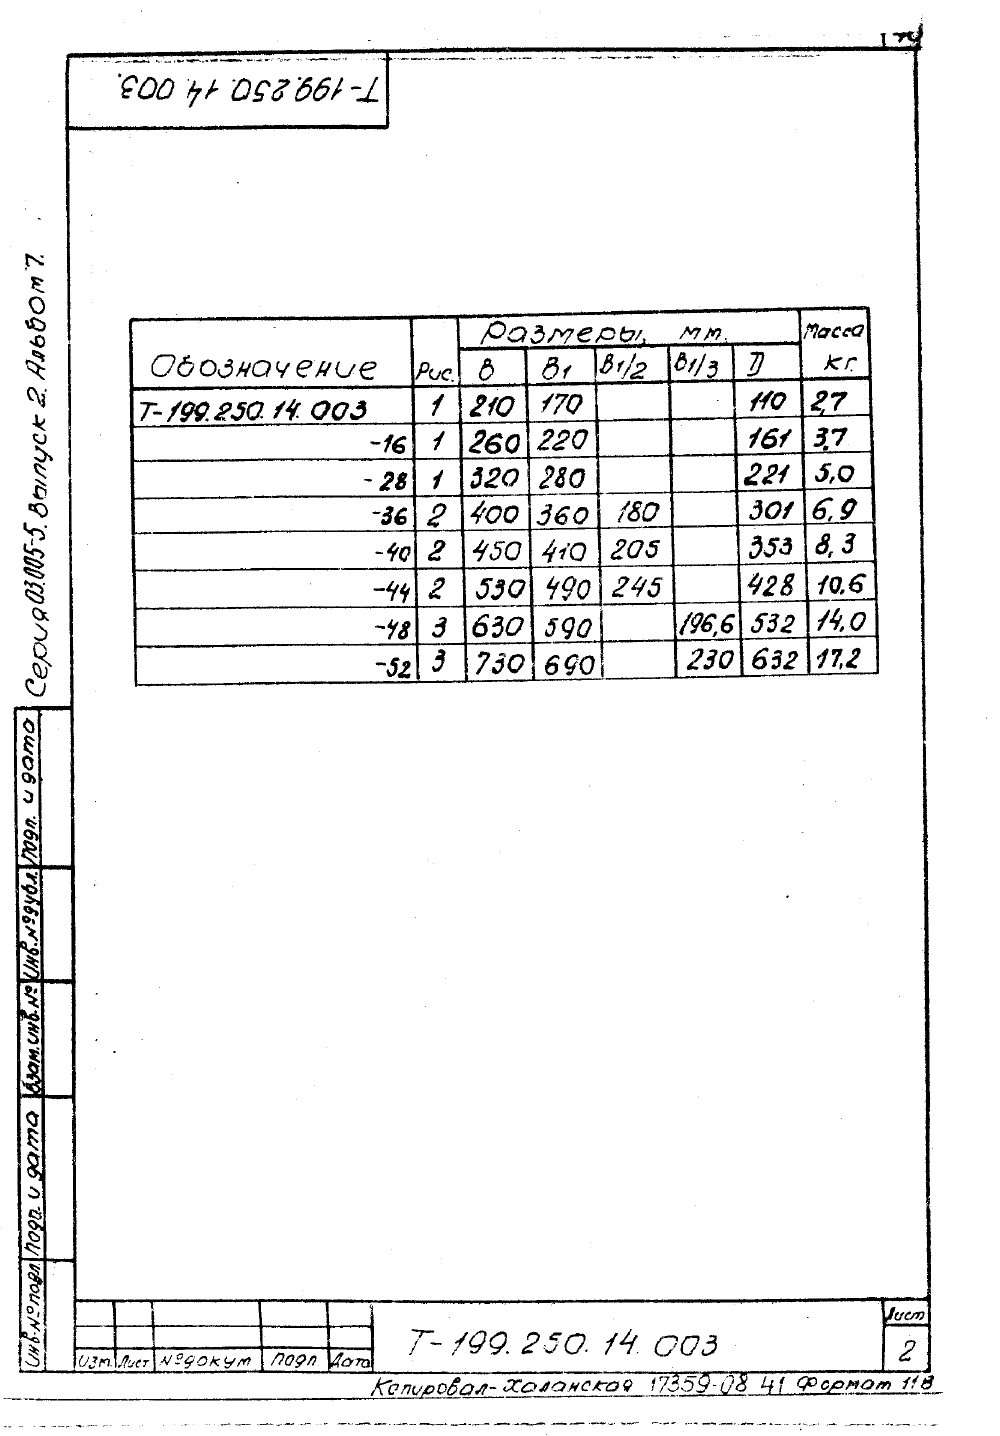 Т-199.250.14 003.
Серия 03.005-5. Выпуск 2. Альбом 7.
Обозначение Рис. Размеры, мм. Масса кг.
В В1 В1/2 В1/3 D
Т-199.250.14.003 1 210 170 110 2,7
-16 1 260 220 161 3,7
-28 1 320 280 221 5,0
-36 2 400 360 180 301 6,9
-40 2 450 410 205 353 8,3
-44 2 530 490 245 428 10.6
-48 3 630 590 196,6 532 14,0
-52 3 730 690 230 632 17.2
Инв.№подл Подп. и дата Взам.инв.№ Инв.№дубл. Подп. и дата
Изм Лист №докум Подп Дата
Т-199.250.14.003
Лист
2
Копировал-Халанская 17359-08 41 Формат 11В